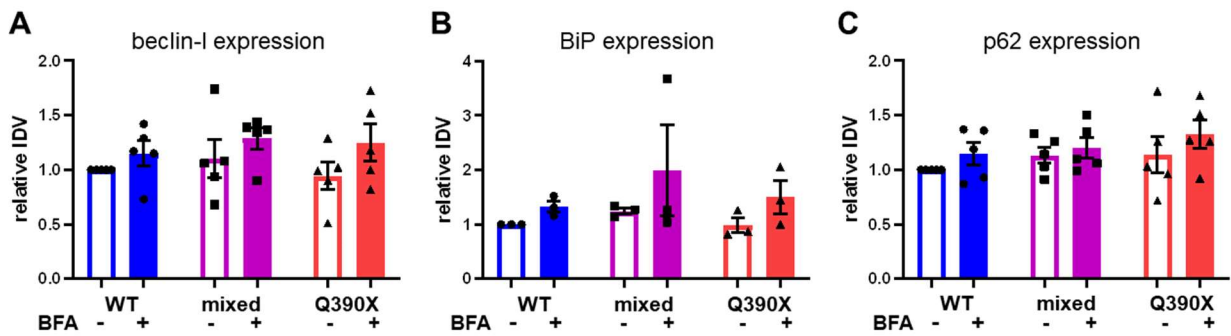 A
beclin-I expression
relative IDV
2.0
1.5
1.0
0.5
0.0
WT mixed Q390X
BFA - + - + - +
B
BiP expression
relative IDV
4
3
2
1
0
WT mixed Q390X
BFA - + - + - +
C
p62 expression
relative IDV
2.0
1.5
1.0
0.5
0.0
WT mixed Q390X
BFA - + - + - +